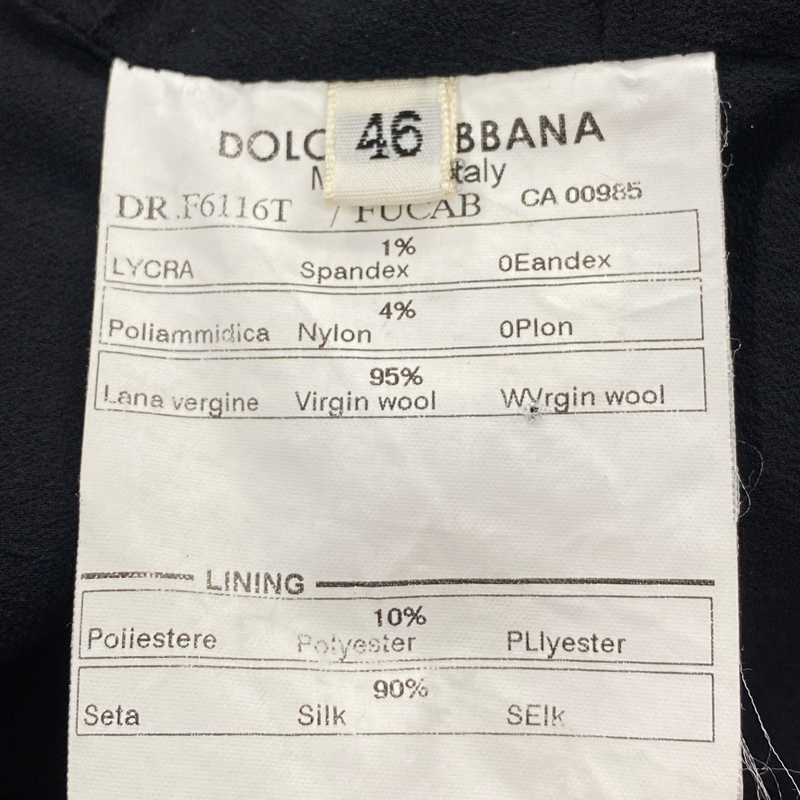 46
DOLC BBANA
M taly
DR.F6116T / FUCAB CA 00985
1%
LYCRA Spandex 0Eandex
4%
Poliammidica Nylon 0Plon
95%
Lana vergine Virgin wool WVrgin wool
LINING
10%
Poliestere Polyester PLlyester
90%
Seta Silk SElk